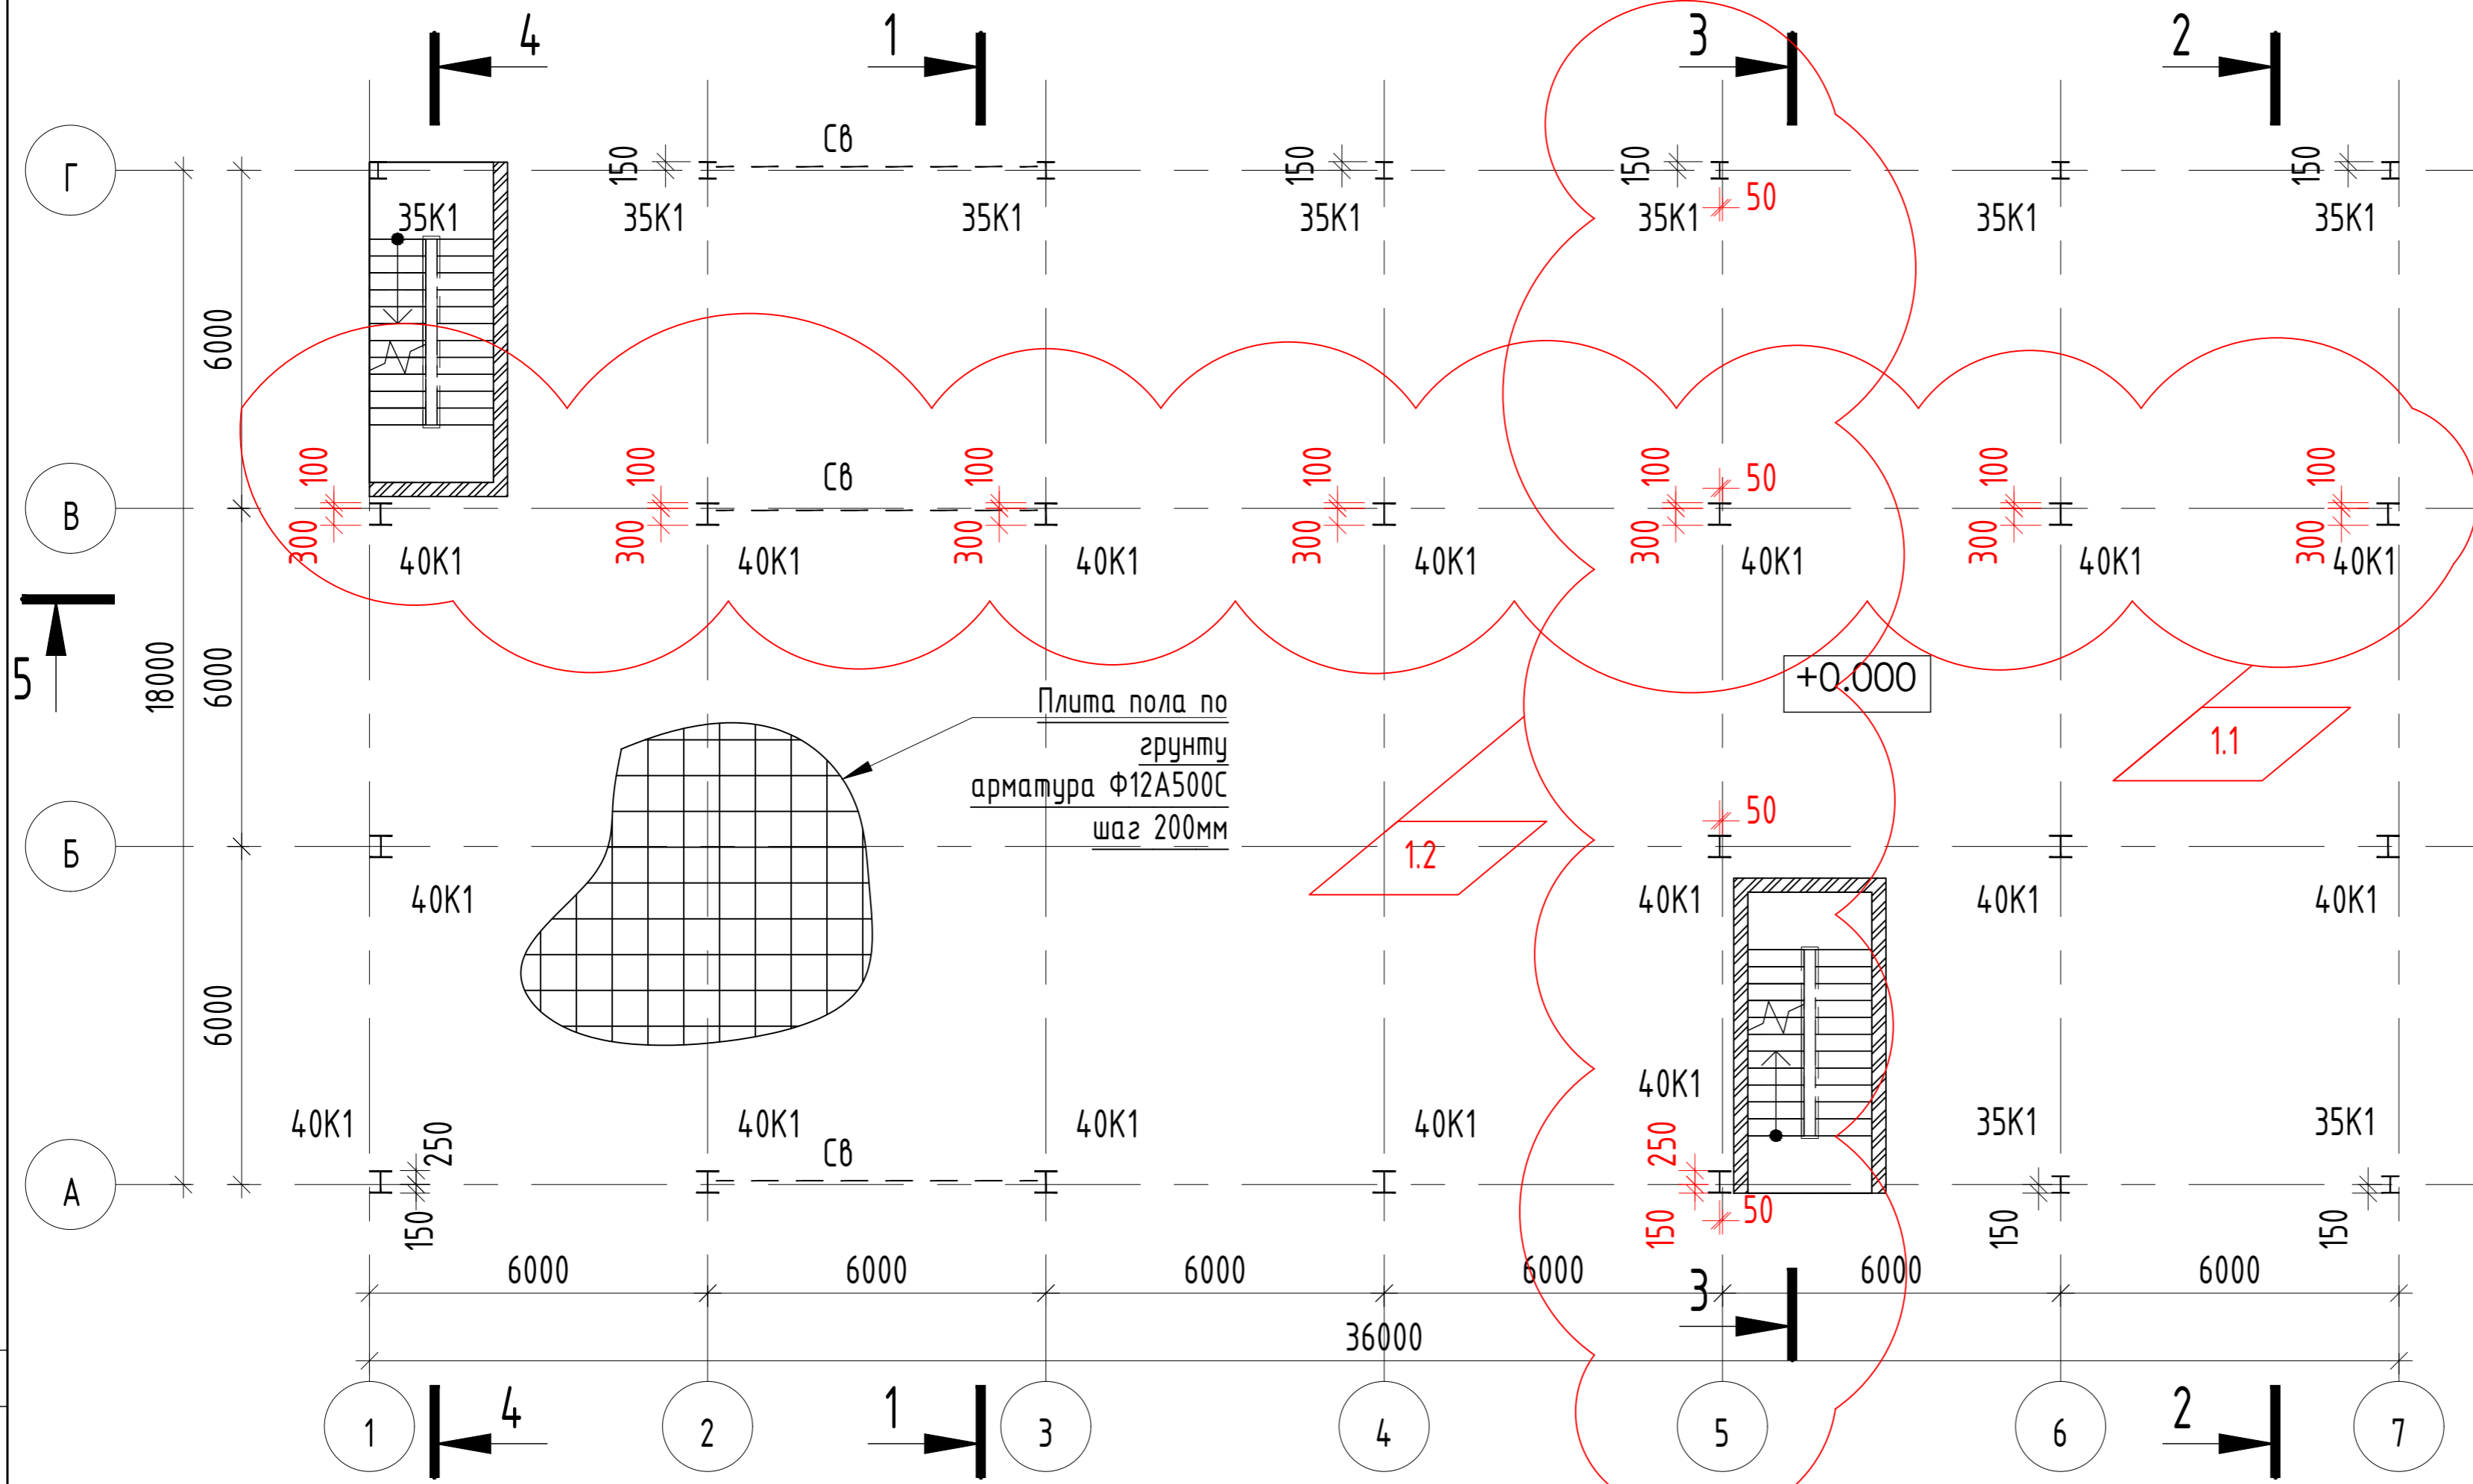 4 1 3 2
Г 150 Св 150 150 150
50
35К1 35К1 35К1 35К1 35К1 35К1 35К1
6000
100 100 Св 100 100 100 50 100 100
В
300 300 300 300 300 300 300
40К1 40К1 40К1 40К1 40К1 40К1 40К1
5 18000 6000
+0.000
Плита пола по
грунту
арматура Ф12А500С
шаг 200мм
1.1
1.2
50
Б
40К1 40К1 40К1 40К1
6000
40К1
40К1 250 40К1 40К1 40К1 250 35К1 35К1
Св
А
150 150 50 150 150
6000 6000 6000 6000 6000 6000
3
36000
4 1 2
1 2 3 4 5 6 7